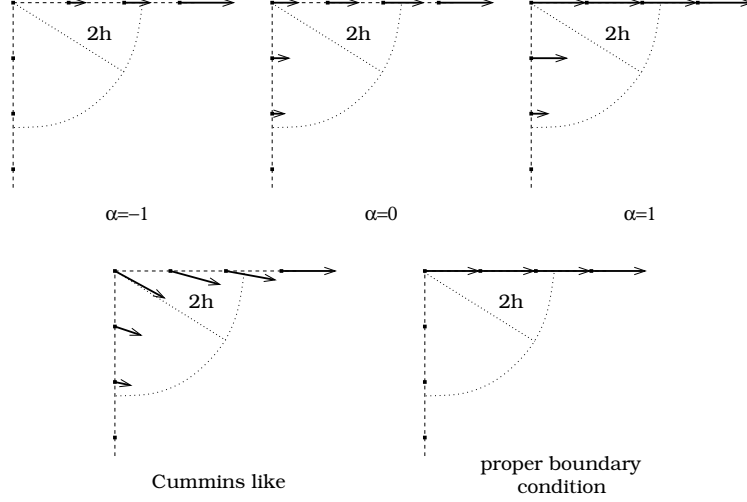 2h
2h
2h
α=−1
α=0
α=1
2h
2h
Cummins like
proper boundary
condition